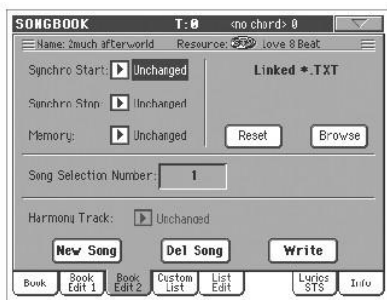 SONGBOOK T:0 <no chord> 0
Name: 2much afterworld Resource: STY Love 8 Beat
Synchro Start: Unchanged Linked *.TXT
Synchro Stop: Unchanged
Memory: Unchanged Reset Browse
Song Selection Number: 1
Harmony Track: Unchanged
New Song Del Song Write
Book Book Edit 1 Book Edit 2 Custom List List Edit Lyrics STS Info